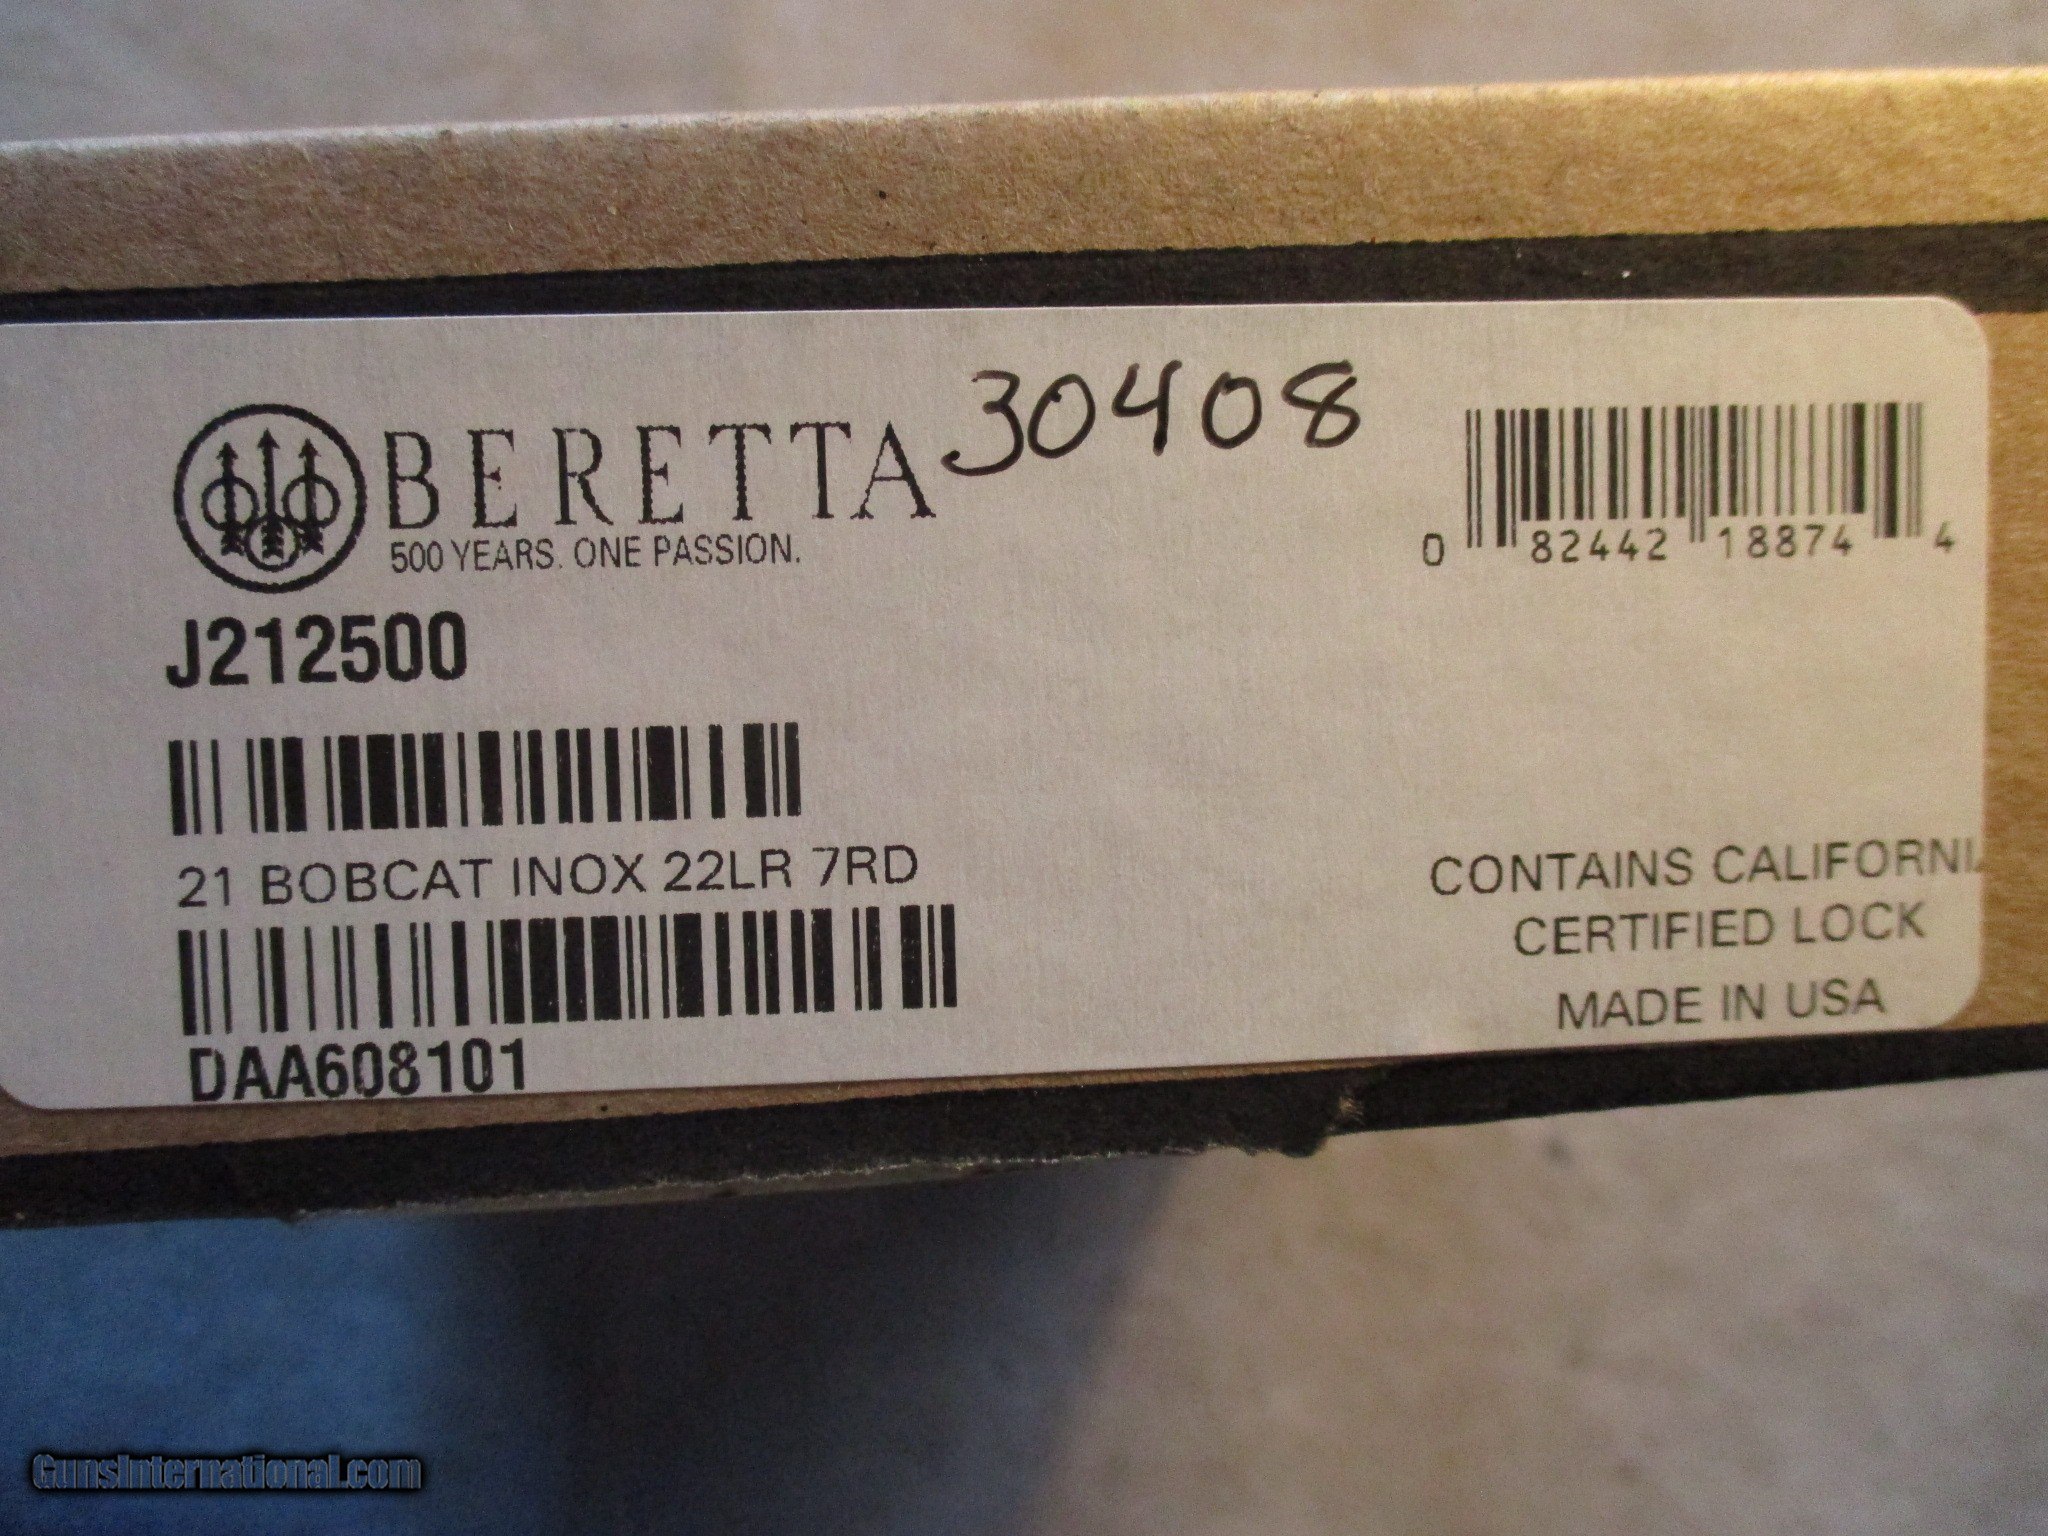 BERETTA 30408
500 YEARS. ONE PASSION.
0 82442 18874 4
J212500
21 BOBCAT INOX 22LR 7RD
DAA608101
CONTAINS CALIFORNIA
CERTIFIED LOCK
MADE IN USA
GunsInternational.com